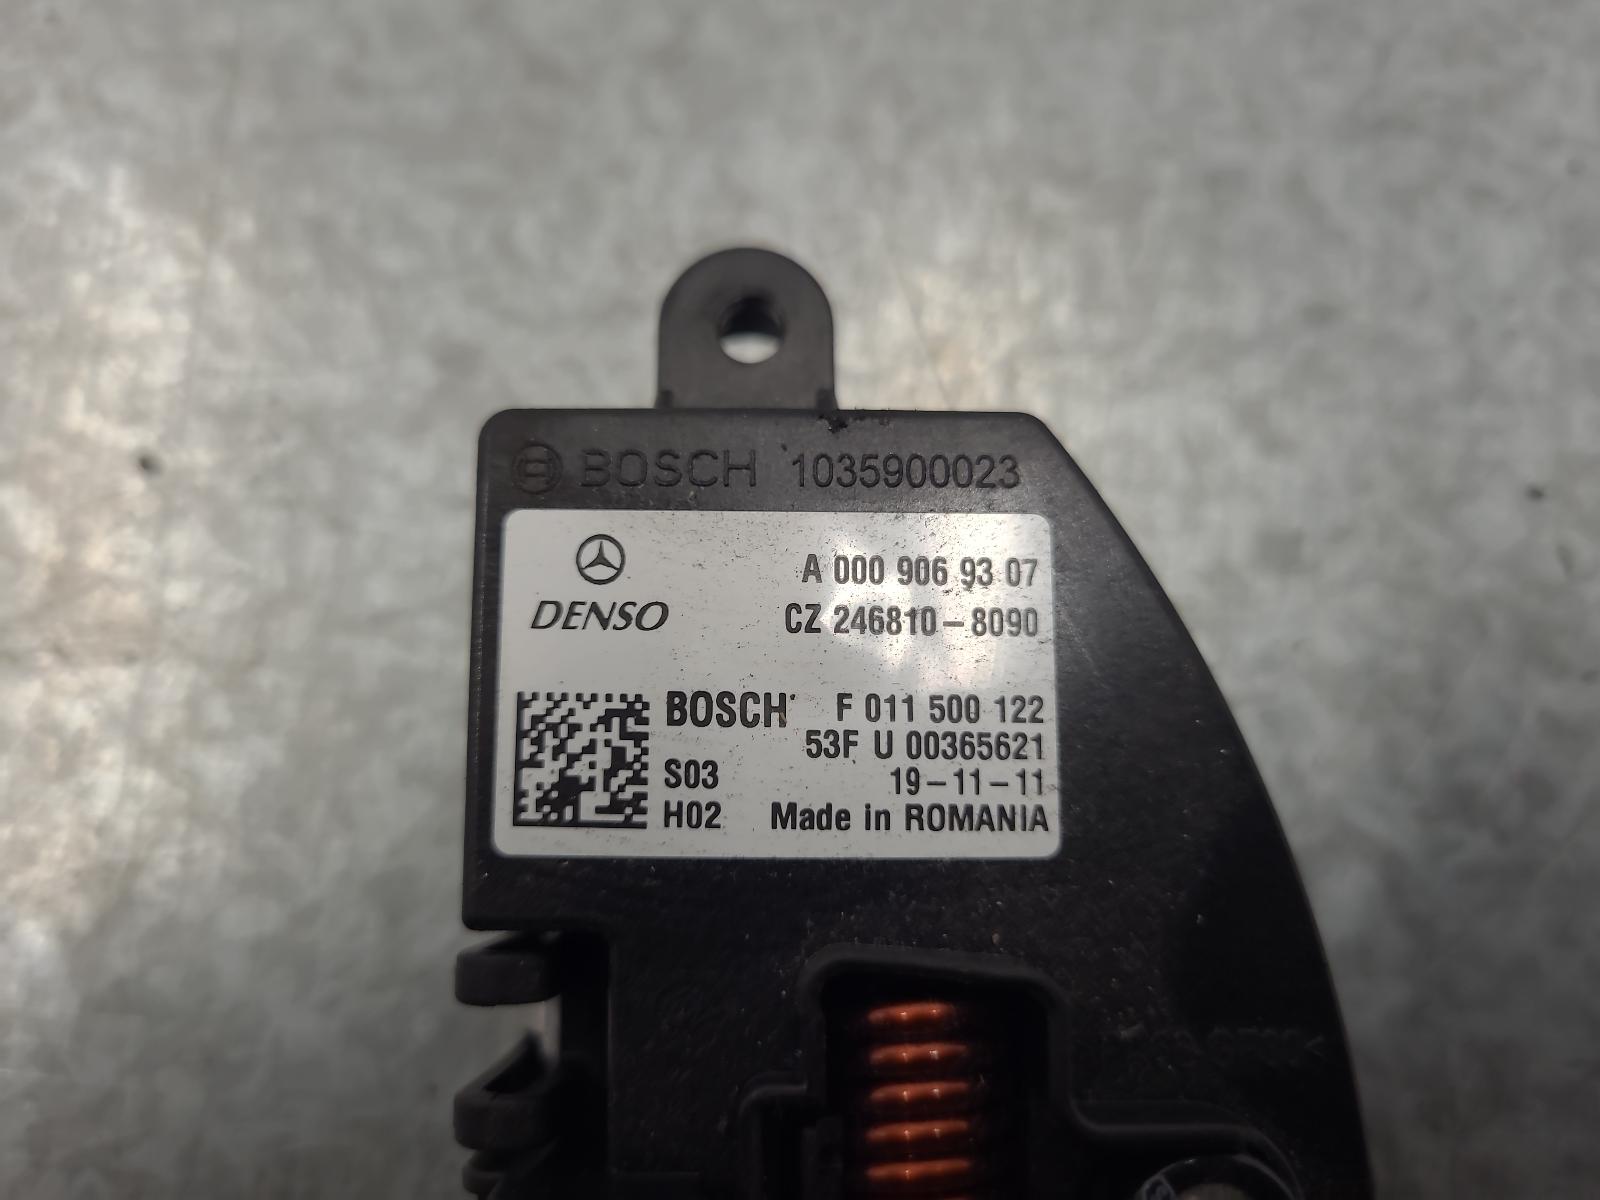 BOSCH 1035900023
A 000 906 93 07
DENSO CZ 246810-8090
BOSCH F 011 500 122
53F U 00365621
S03 19-11-11
H02 Made in ROMANIA